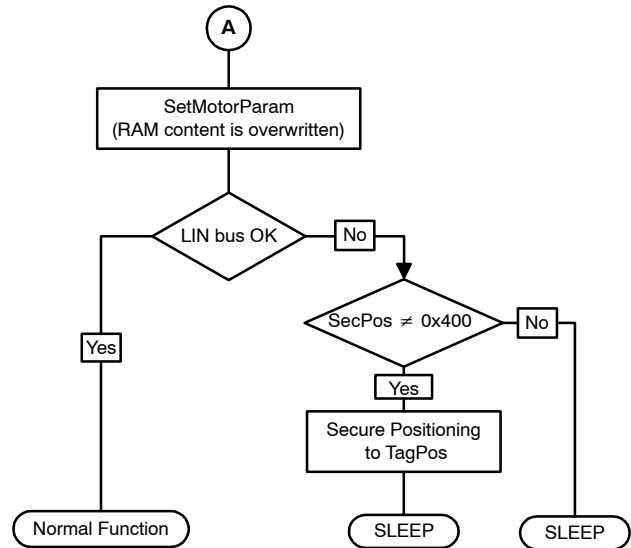 A
SetMotorParam
(RAM content is overwritten)
LIN bus OK
No
SecPos ≠ 0x400
No
Yes
Yes
Secure Positioning
to TagPos
Normal Function
SLEEP
SLEEP